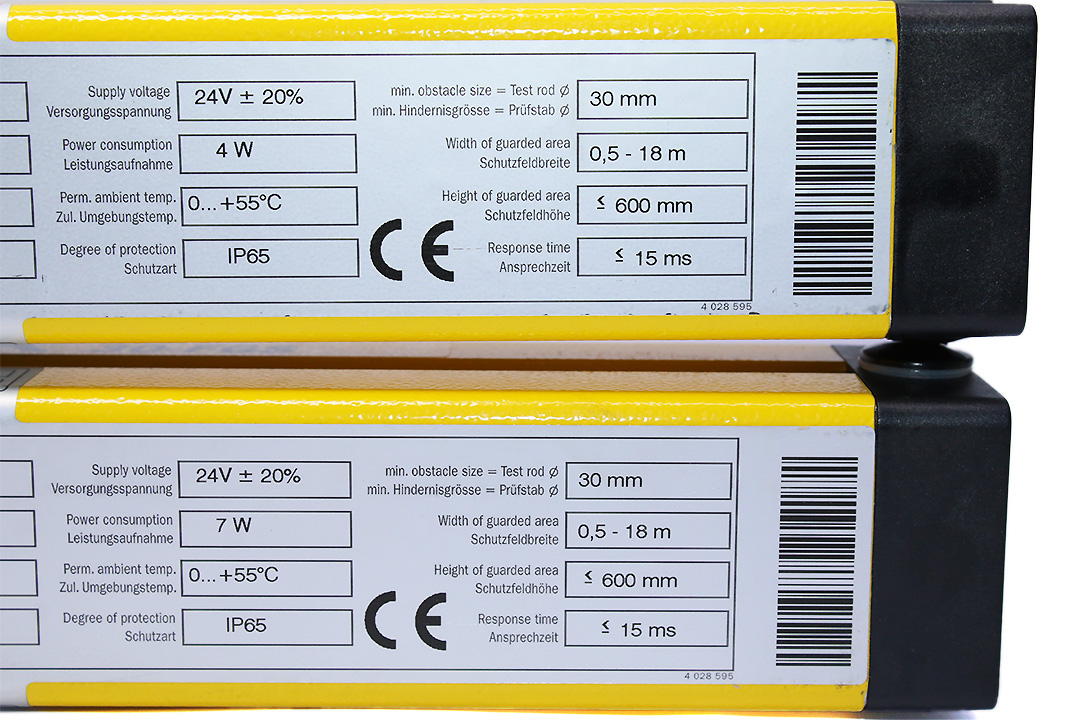 Supply voltage
Versorgungsspannung
24V ± 20%
min. obstacle size = Test rod Ø
min. Hindernisgrösse = Prüfstab Ø
30 mm
Power consumption
Leistungsaufnahme
4 W
Width of guarded area
Schutzfeldbreite
0,5 - 18 m
Perm. ambient temp.
Zul. Umgebungstemp.
0...+55°C
Height of guarded area
Schutzfeldhöhe
≤ 600 mm
Degree of protection
Schutzart
IP65
CE
Response time
Ansprechzeit
≤ 15 ms
4 028 595
Supply voltage
Versorgungsspannung
24V ± 20%
min. obstacle size = Test rod Ø
min. Hindernisgrösse = Prüfstab Ø
30 mm
Power consumption
Leistungsaufnahme
7 W
Width of guarded area
Schutzfeldbreite
0,5 - 18 m
Perm. ambient temp.
Zul. Umgebungstemp.
0...+55°C
Height of guarded area
Schutzfeldhöhe
≤ 600 mm
Degree of protection
Schutzart
IP65
CE
Response time
Ansprechzeit
≤ 15 ms
4 028 595